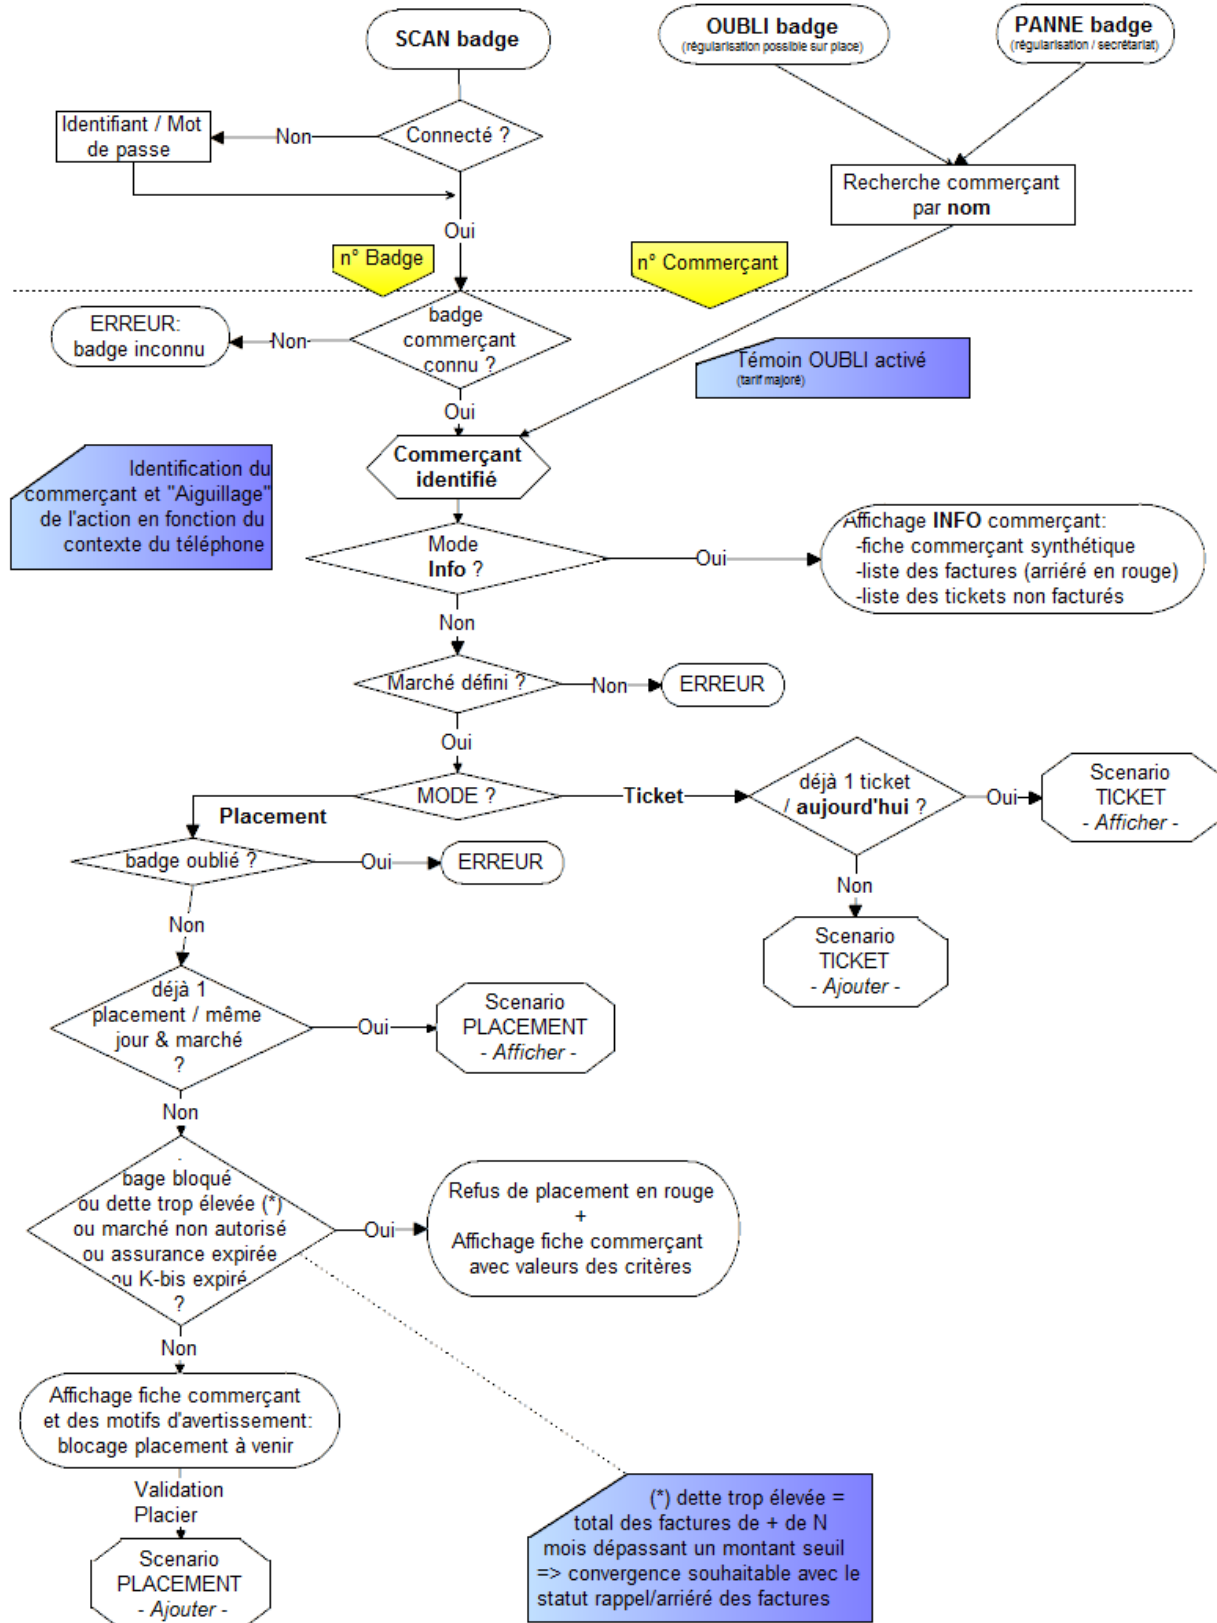 SCAN badge
OUBLI badge
(régularisation possible sur place)
PANNE badge
(régularisation / secrétariat)
Identifiant / Mot
de passe
Non
Connecté ?
Recherche commerçant
par nom
Oui
n° Badge
n° Commerçant
ERREUR:
badge inconnu
Non
badge
commerçant
connu ?
Témoin OUBLI activé
(tarif majoré)
Oui
Commerçant
identifié
Identification du
commerçant et "Aiguillage"
de l'action en fonction du
contexte du téléphone
Mode
Info ?
Oui
Affichage INFO commerçant:
-fiche commerçant synthétique
-liste des factures (arriéré en rouge)
-liste des tickets non facturés
Non
Marché défini ?
Non
ERREUR
Oui
MODE ?
Placement
Ticket
déjà 1 ticket
/ aujourd'hui ?
Oui
Scenario
TICKET
- Afficher -
badge oublié ?
Oui
ERREUR
Non
Scenario
TICKET
- Ajouter -
Non
déjà 1
placement / même
jour & marché
?
Oui
Scenario
PLACEMENT
- Afficher -
Non
bage bloqué
ou dette trop élevée (*)
ou marché non autorisé
ou assurance expirée
ou K-bis expiré
?
Oui
Refus de placement en rouge
+
Affichage fiche commerçant
avec valeurs des critères
Non
Affichage fiche commerçant
et des motifs d'avertissement:
blocage placement à venir
Validation
Placier
Scenario
PLACEMENT
- Ajouter -
(*) dette trop élevée =
total des factures de + de N
mois dépassant un montant seuil
=> convergence souhaitable avec le
statut rappel/arriéré des factures